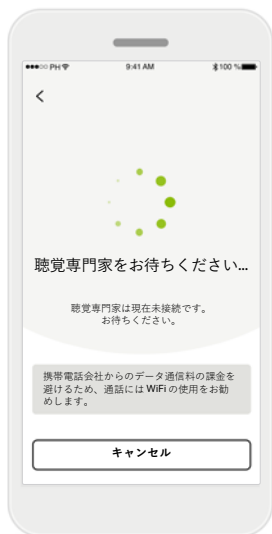 PH 9:41 AM 100 %
聴覚専門家をお待ちください...
聴覚専門家は現在未接続です。
お待ちください。
携帯電話会社からのデータ通信料の課金を
避けるため、通話には WiFi の使用をお勧
めします。
キャンセル